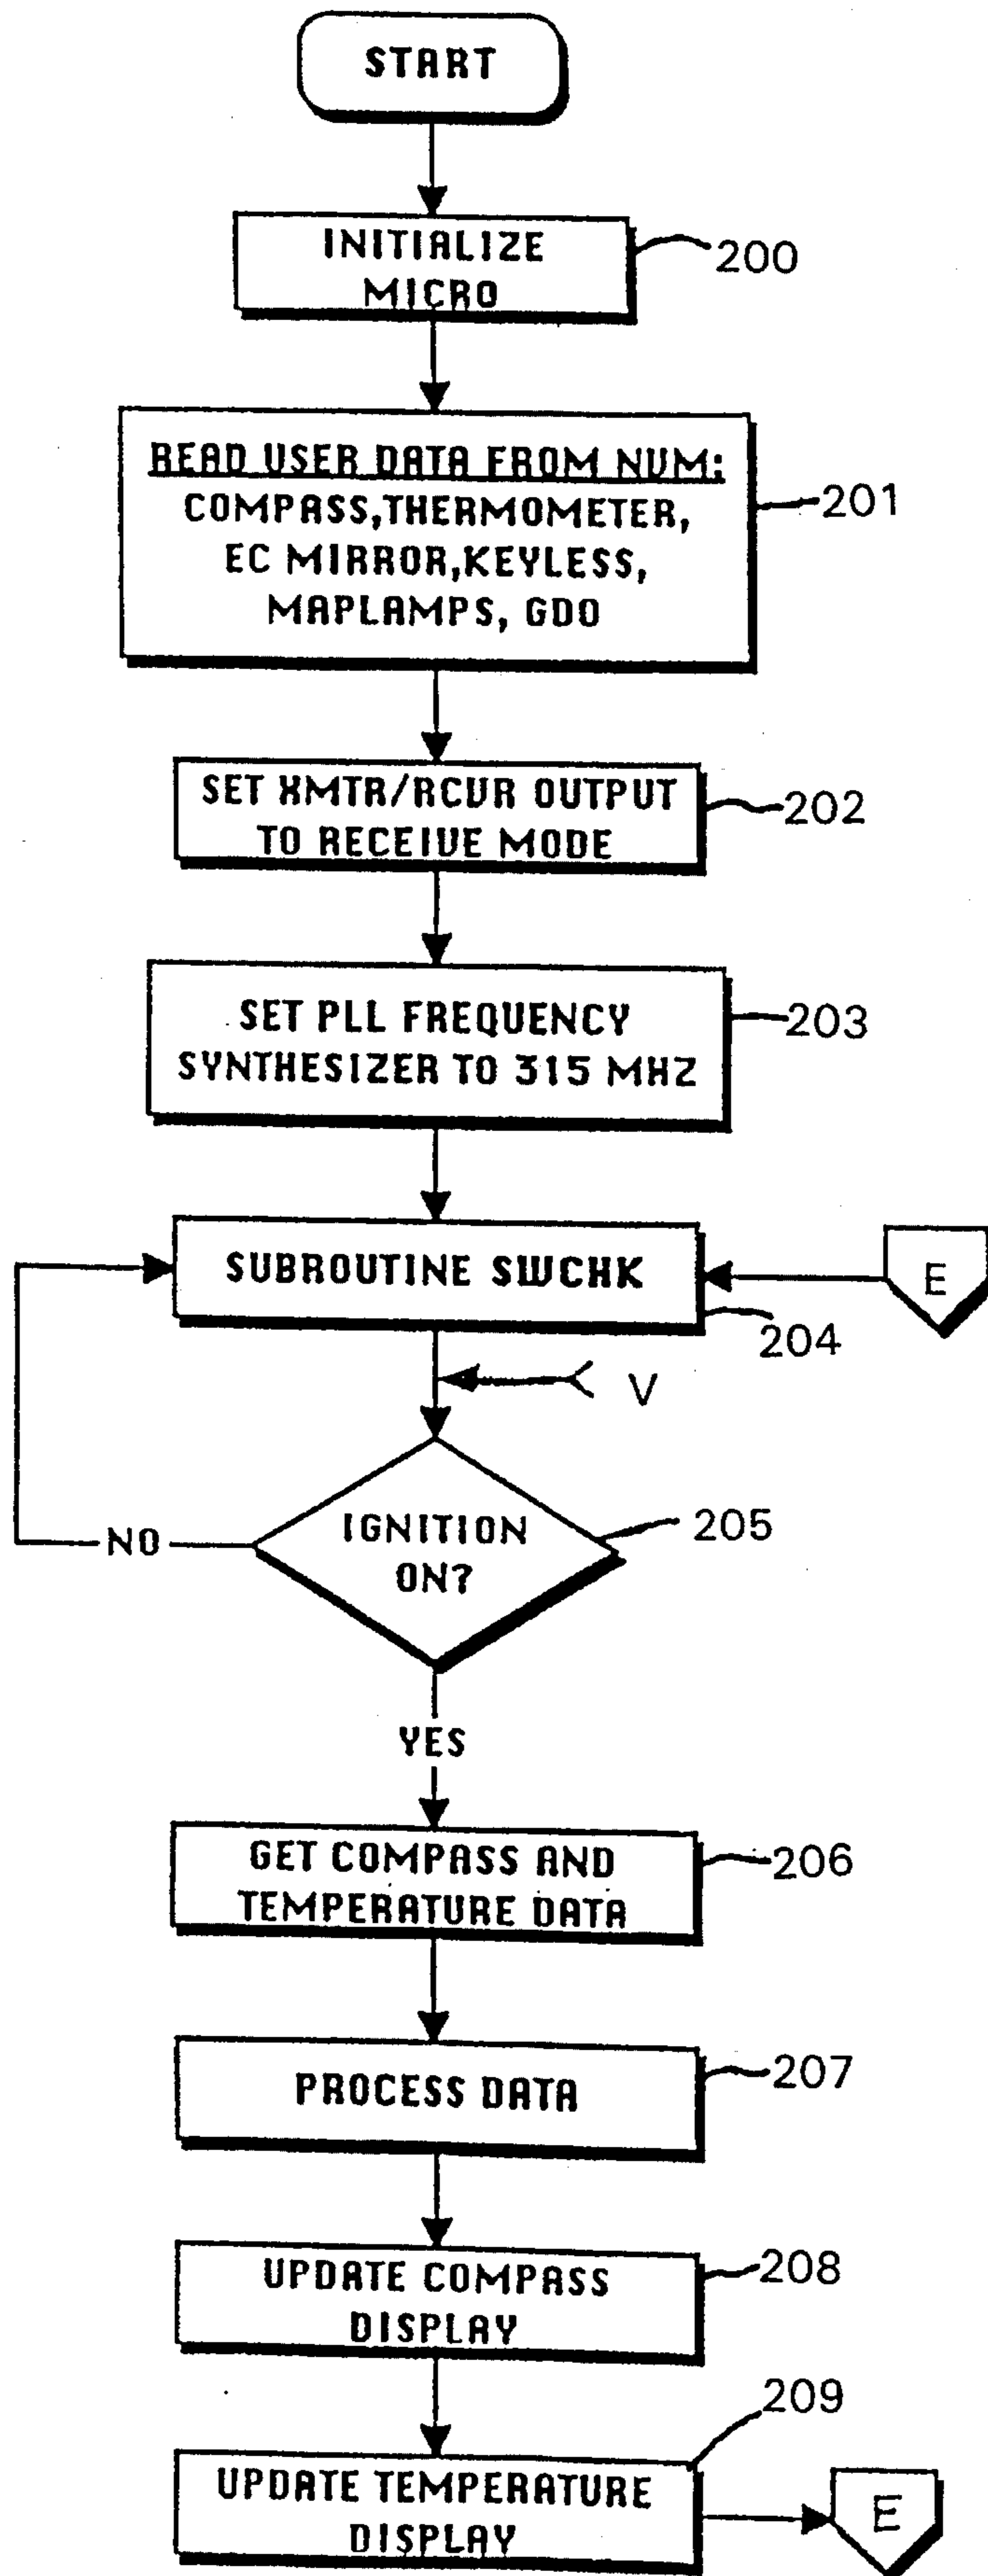 START
INITIALIZE
MICRO
200
READ USER DATA FROM NVM:
COMPASS,THERMOMETER,
EC MIRROR,KEYLESS,
MAPLAMPS, GDO
201
SET XMTR/RCVR OUTPUT
TO RECEIVE MODE
202
SET PLL FREQUENCY
SYNTHESIZER TO 315 MHZ
203
SUBROUTINE SWCHK
E
204
V
IGNITION
ON?
205
NO
YES
GET COMPASS AND
TEMPERATURE DATA
206
PROCESS DATA
207
UPDATE COMPASS
DISPLAY
208
209
UPDATE TEMPERATURE
DISPLAY
E